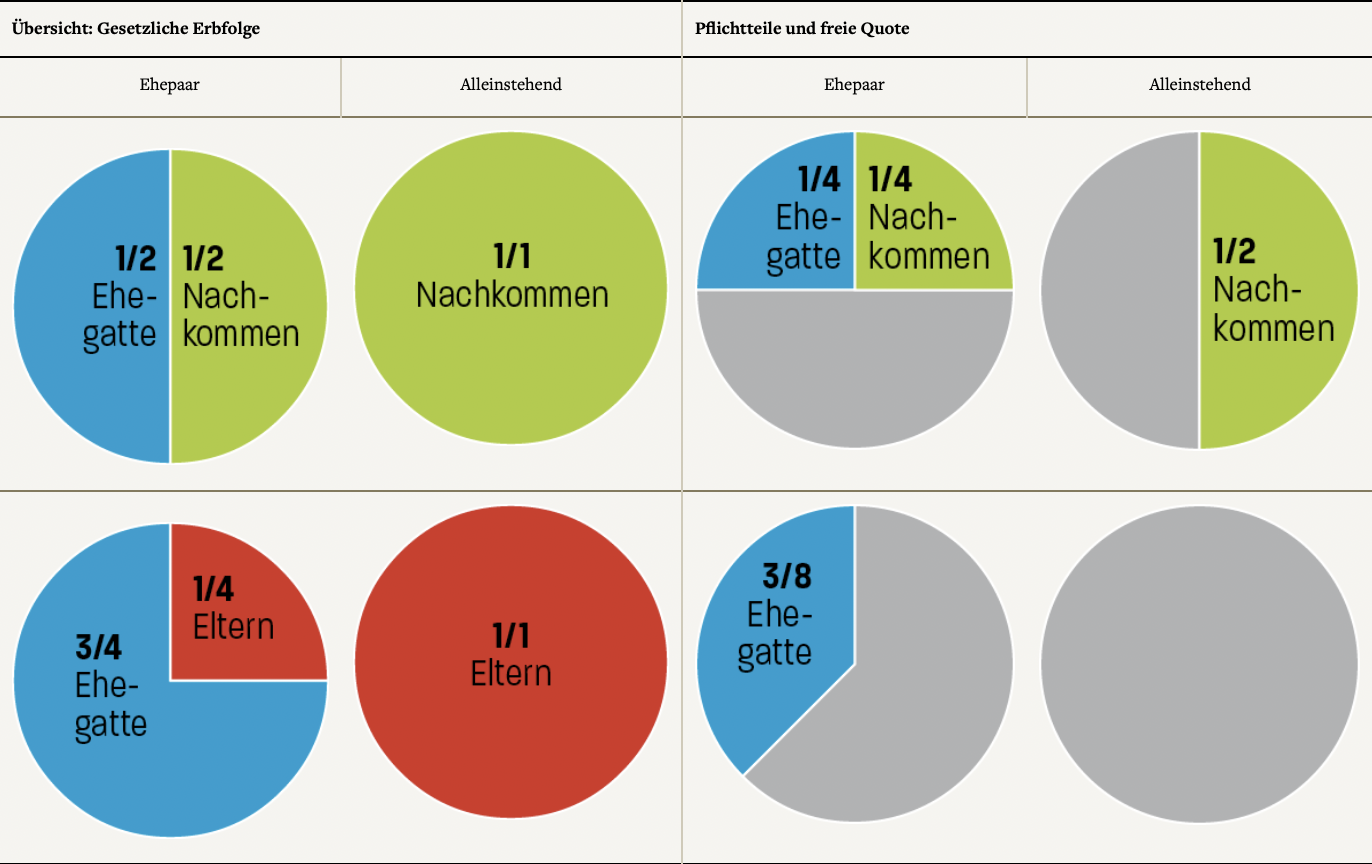 Übersicht: Gesetzliche Erbfolge
Pflichtteile und freie Quote
Ehepaar
Alleinstehend
Ehepaar
Alleinstehend
1/2
Ehe-
gatte
1/2
Nach-
kommen
1/1
Nachkommen
1/4
Ehe-
gatte
1/4
Nach-
kommen
1/2
Nach-
kommen
3/4
Ehe-
gatte
1/4
Eltern
1/1
Eltern
3/8
Ehe-
gatte